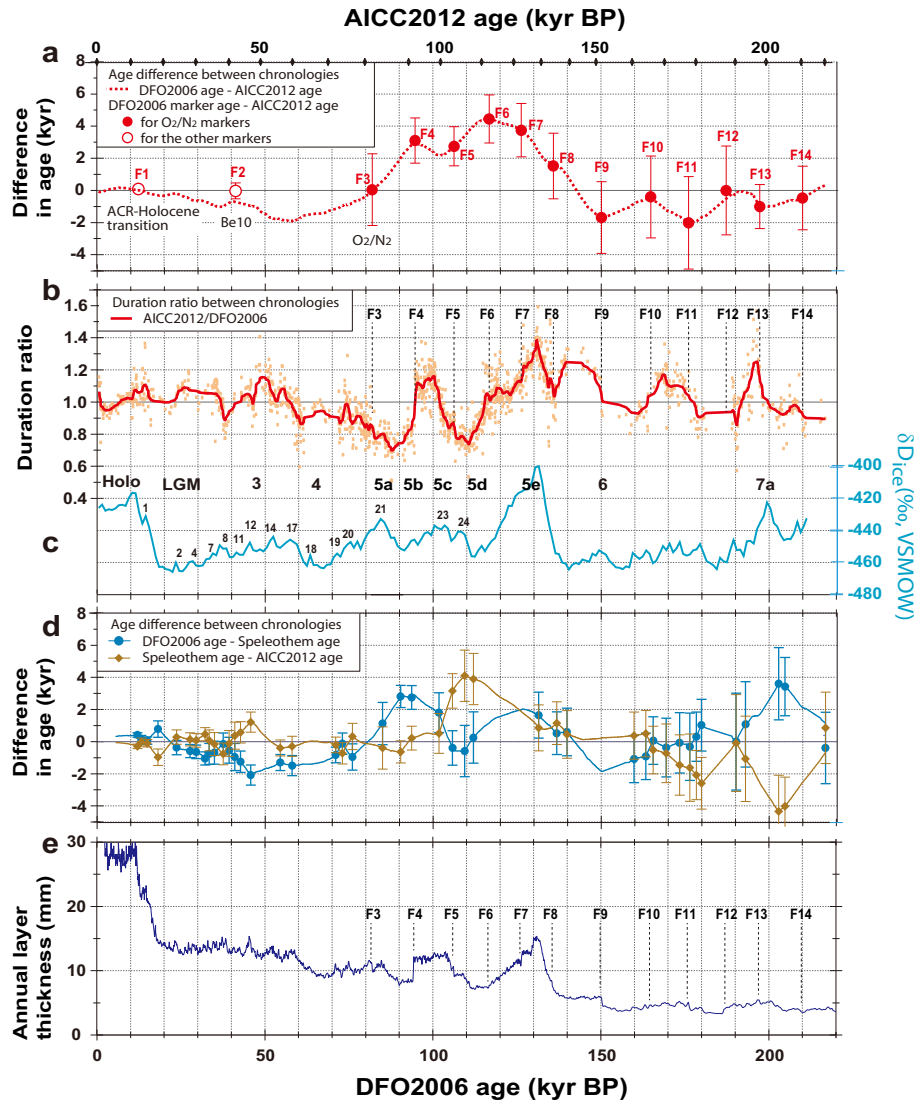 AICC2012 age (kyr BP)
0 50 100 150 200
a
8
6
4
2
0
-2
-4
Difference
in age (kyr)
Age difference between chronologies
DFO2006 age - AICC2012 age
DFO2006 marker age - AICC2012 age
for O2/N2 markers
for the other markers
F1 F2 F3 F4 F5 F6 F7 F8 F9 F10 F11 F12 F13 F14
ACR-Holocene
transition
Be10
O2/N2
b
1.6
1.4
1.2
1.0
0.8
0.6
0.4
Duration ratio
Duration ratio between chronologies
AICC2012/DFO2006
F3 F4 F5 F6 F7 F8 F9 F10 F11 F12 F13 F14
Holo LGM 3 4 5a 5b 5c 5d 5e 6 7a
c
1 2 4 7 8 11 12 14 17 18 19 20 21 23 24
-400
-420
-440
-460
-480
δDice(‰, VSMOW)
d
8
6
4
2
0
-2
-4
Difference
in age (kyr)
Age difference between chronologies
DFO2006 age - Speleothem age
Speleothem age - AICC2012 age
e
30
20
10
0
Annual layer
thickness (mm)
F3 F4 F5 F6 F7 F8 F9 F10 F11 F12 F13 F14
0 50 100 150 200
DFO2006 age (kyr BP)